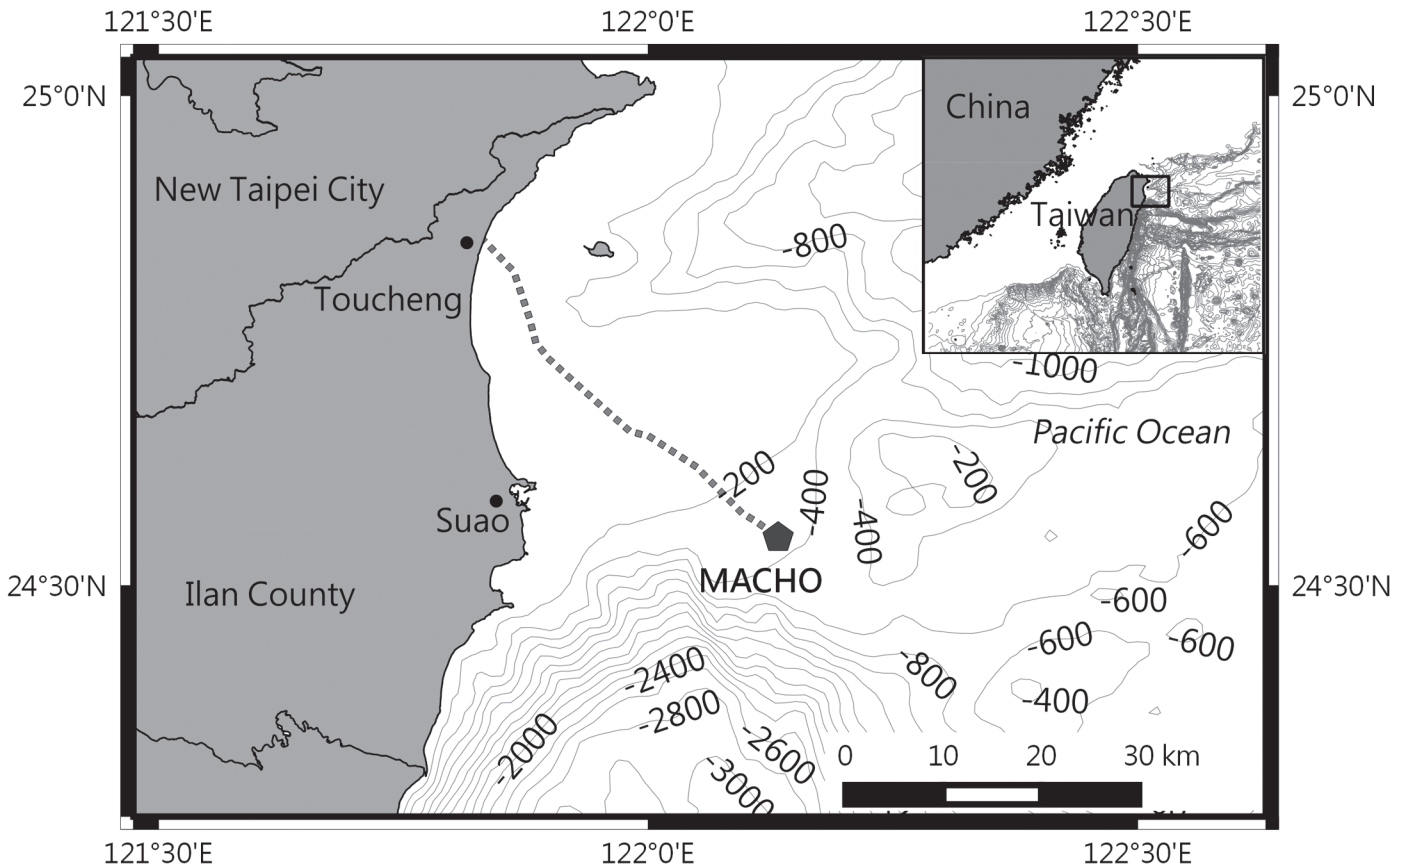 121°30'E 122°0'E 122°30'E
25°0'N 25°0'N
China
New Taipei City
Taiwan
-800
Toucheng
-1000
Pacific Ocean
-200 -200
-400 -400 -600
Suao
MACHO
24°30'N 24°30'N
Ilan County -600
-600 -600
-2400 -800
-400
-2800
-2000 -2600
0 10 20 30 km
-3000
121°30'E 122°0'E 122°30'E